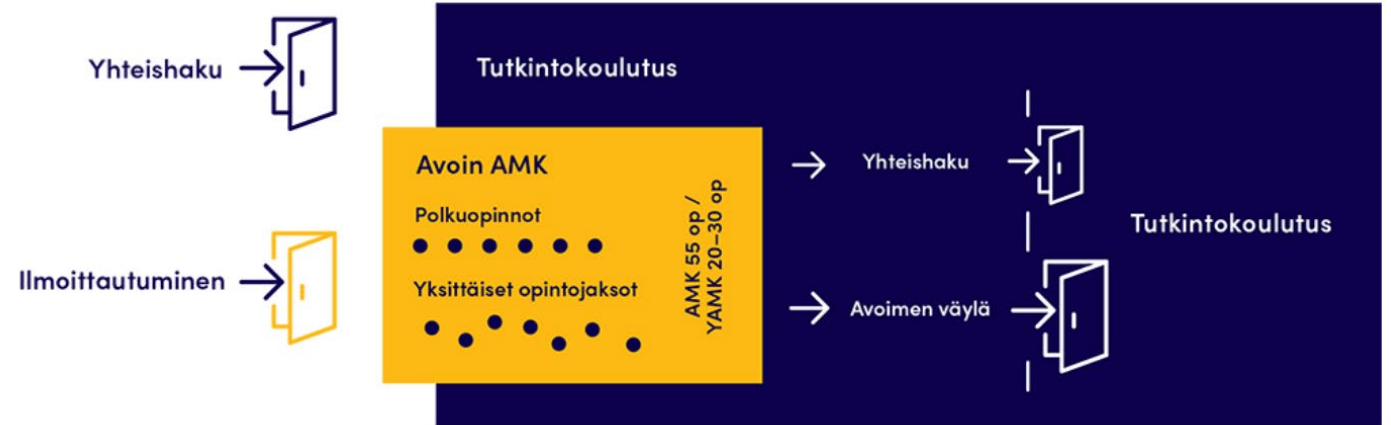 Yhteishaku
Tutkintokoulutus
Ilmoittautuminen
Avoin AMK
Polkuopinnot
Yksittäiset opintojaksot
AMK 55 op /
YAMK 20–30 op
Yhteishaku
Avoimen väylä
Tutkintokoulutus